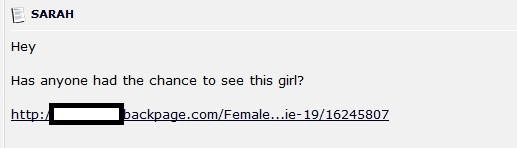 SARAH
Hey
Has anyone had the chance to see this girl?
http:/ backpage.com/Female...ie-19/16245807